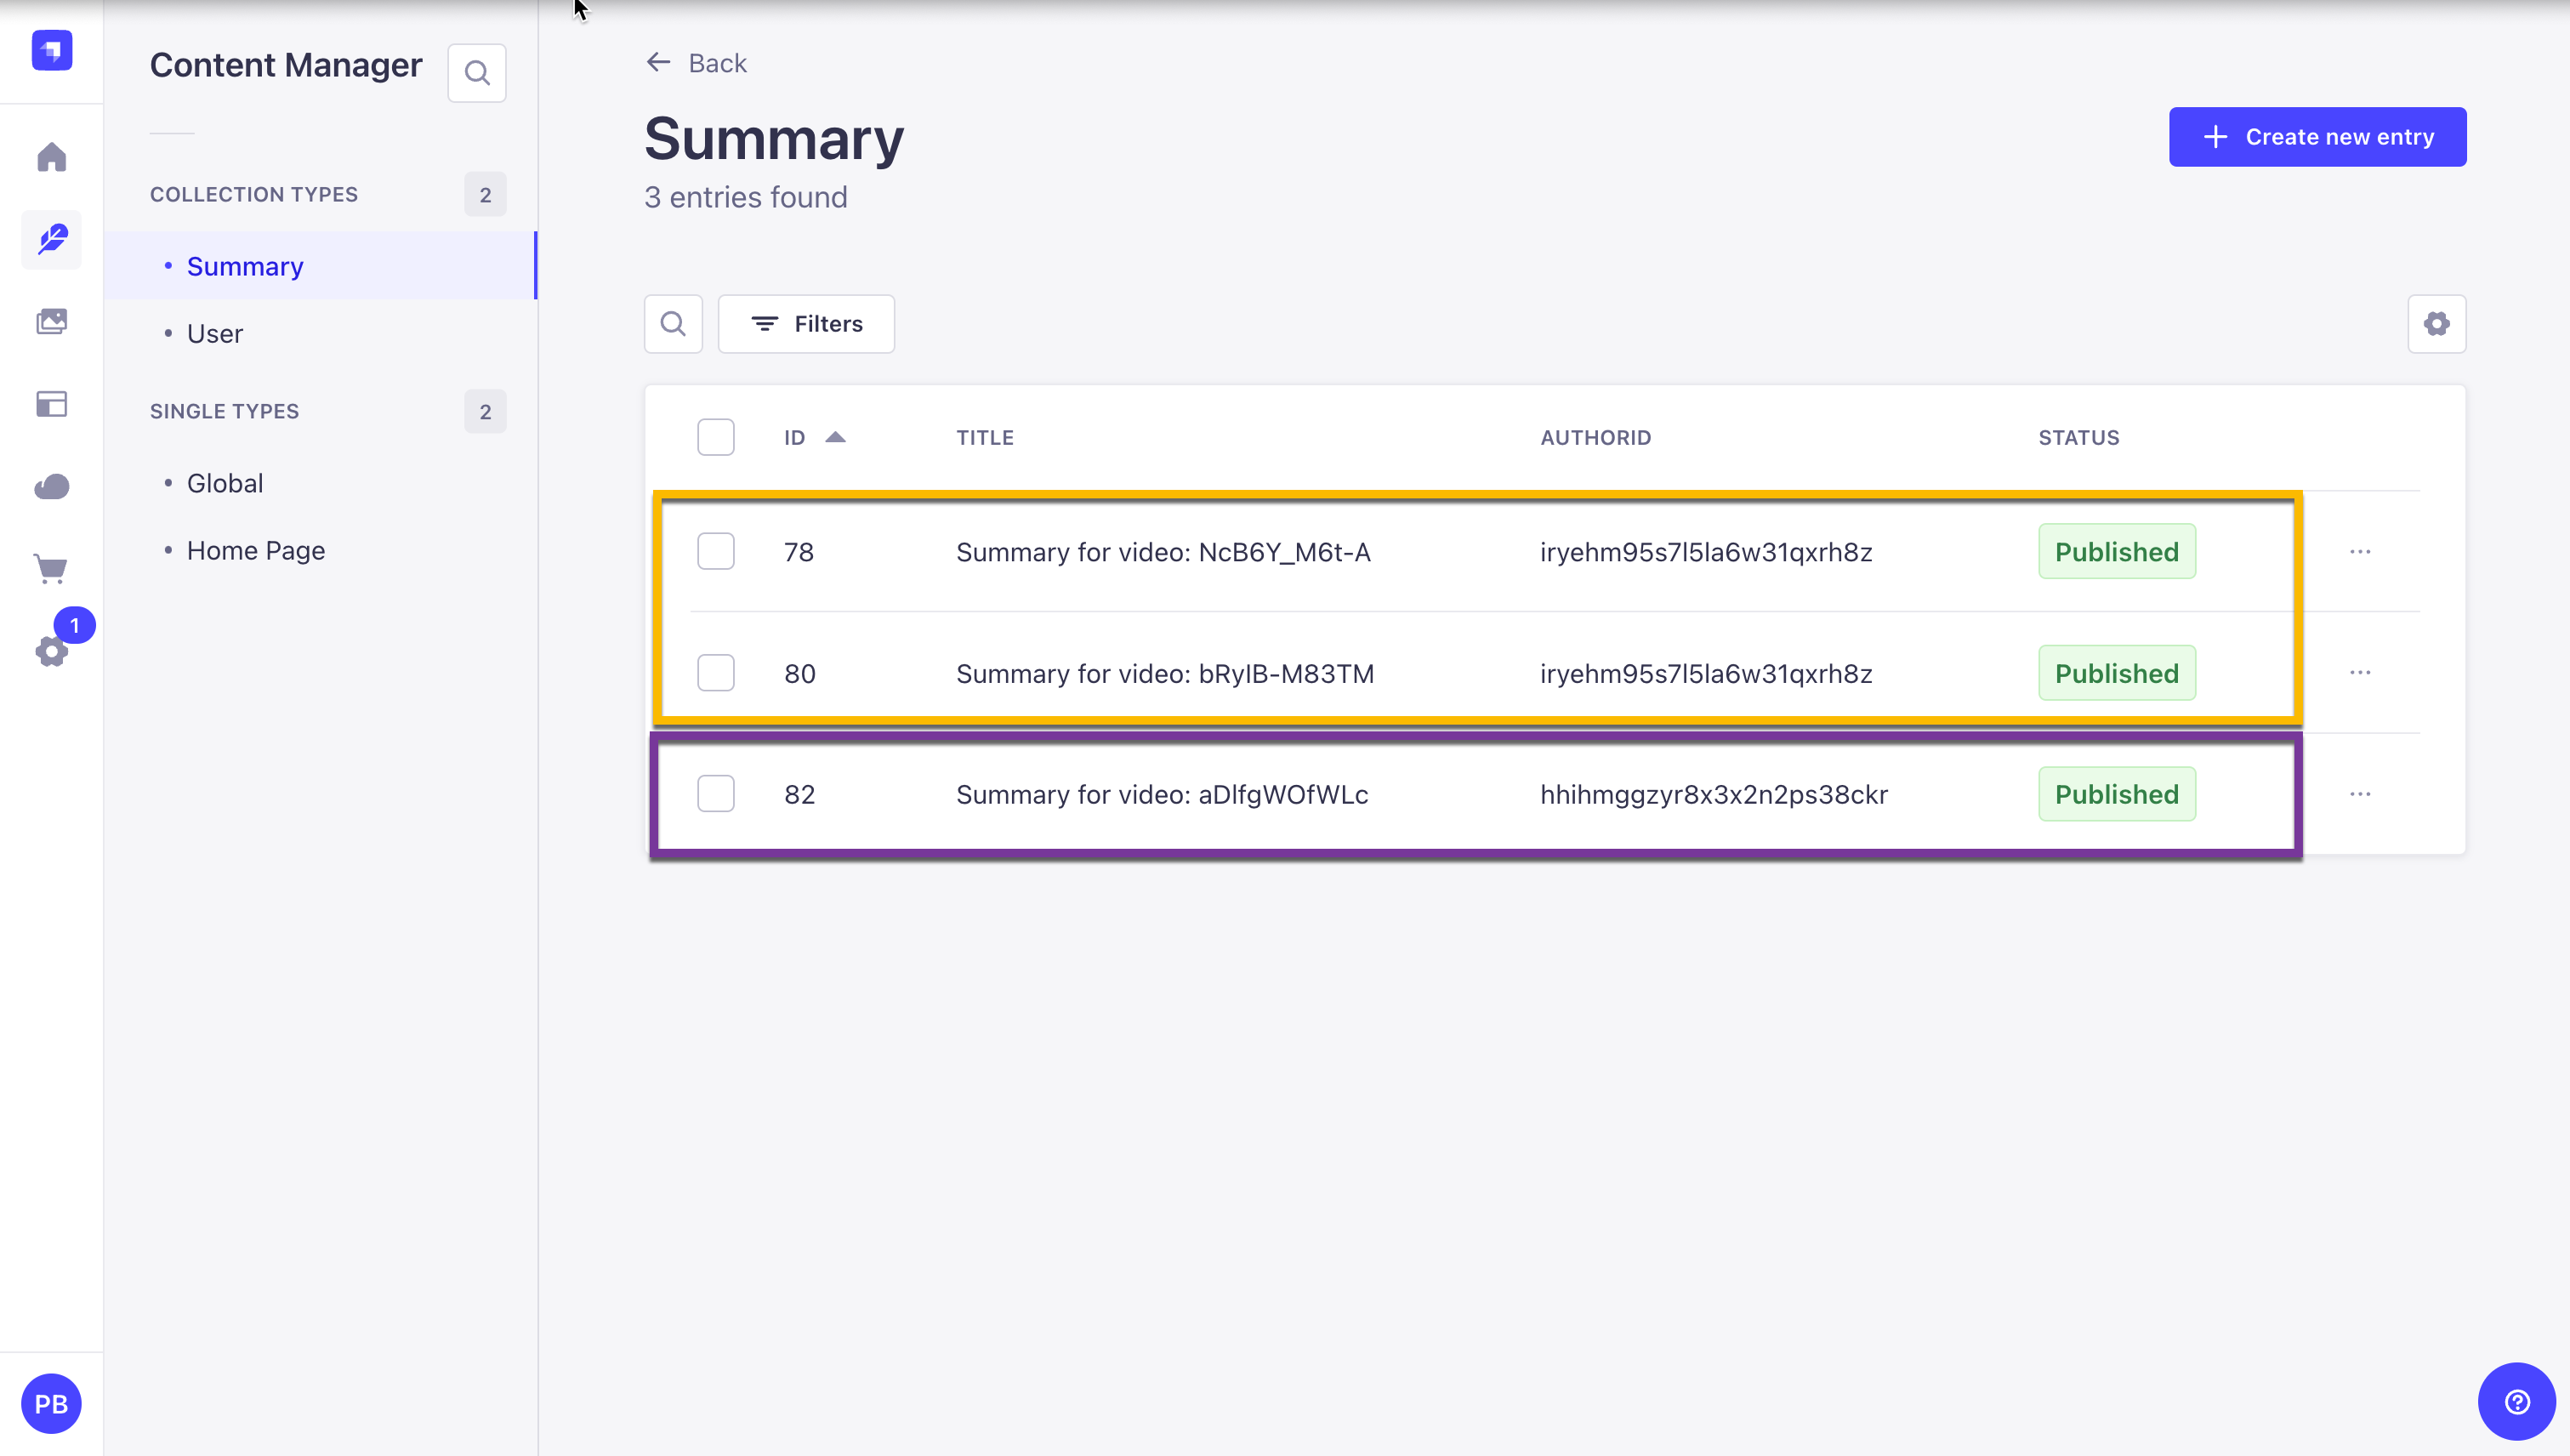 Content Manager
COLLECTION TYPES 2
Summary
User
SINGLE TYPES 2
Global
Home Page
1
PB
Back
Summary
3 entries found
Create new entry
Filters
ID TITLE AUTHORID STATUS
78 Summary for video: NcB6Y_M6t-A iryehm95s7l5la6w31qxrh8z Published
80 Summary for video: bRyIB-M83TM iryehm95s7l5la6w31qxrh8z Published
82 Summary for video: aDlfgWOfWLc hhihmggzyr8x3x2n2ps38ckr Published